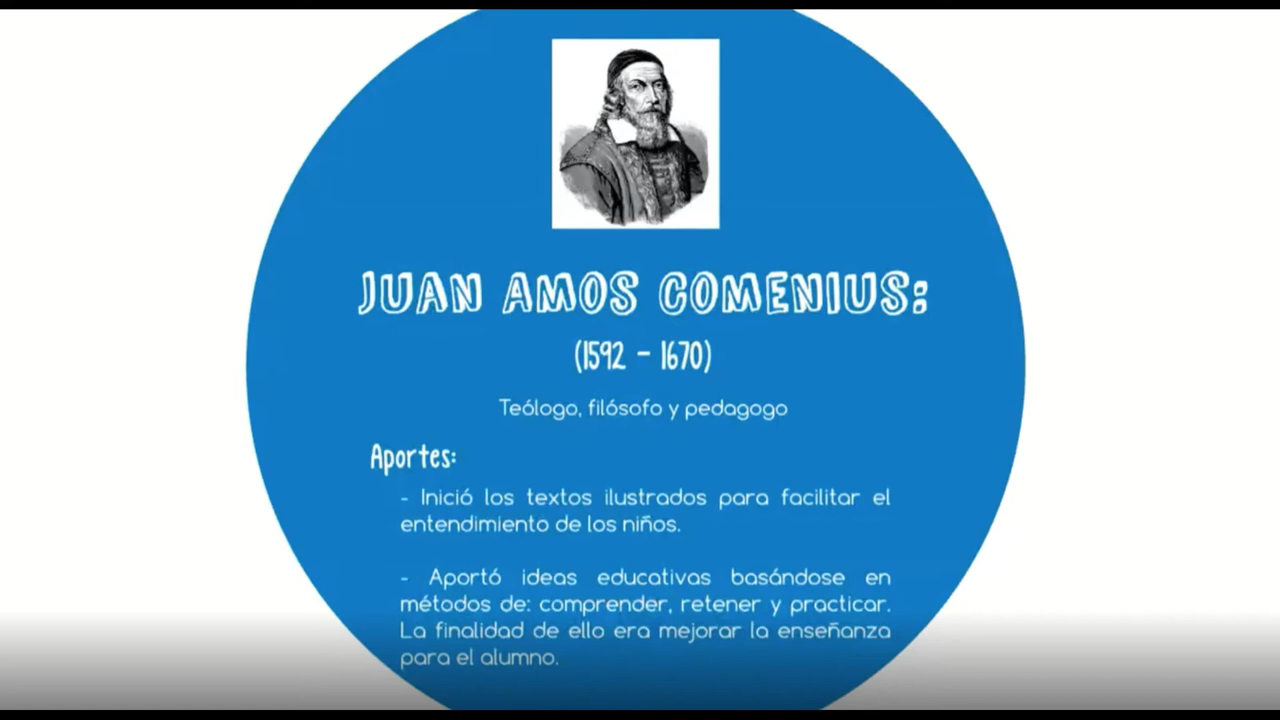 JUAN AMOS COMENIUS:
(1592 - 1670)
Teólogo, filósofo y pedagogo
Aportes:
- Inició los textos ilustrados para facilitar el
entendimiento de los niños.
- Aportó ideas educativas basándose en
métodos de: comprender, retener y practicar.
La finalidad de ello era mejorar la enseñanza
para el alumno.